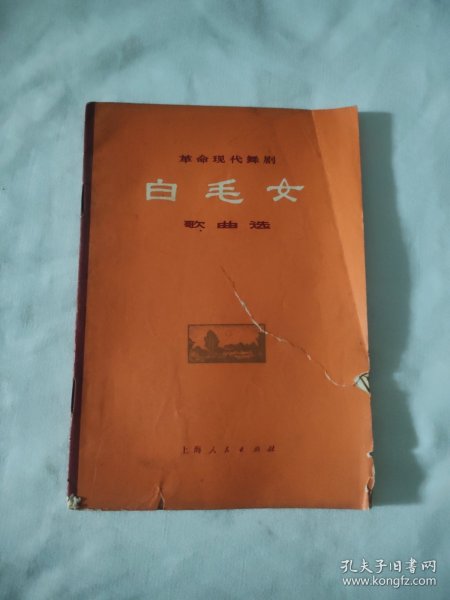 革命现代舞剧
白毛女
歌曲选
上海人民出版社
孔夫子旧书网
www.kongfz.com